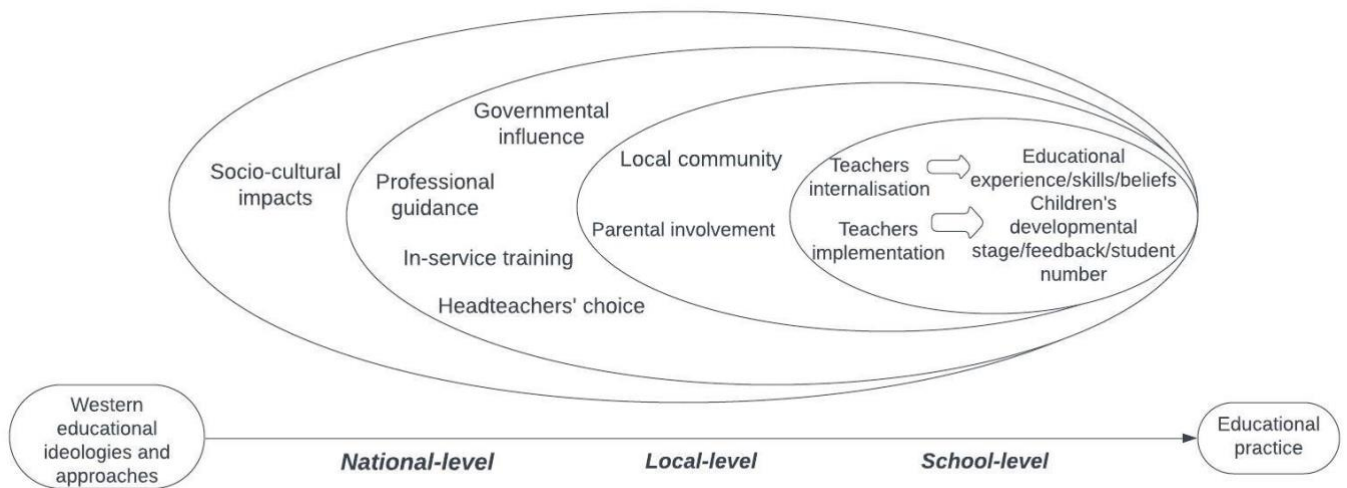 Socio-cultural
impacts
Governmental
influence
Professional
guidance
In-service training
Headteachers' choice
Local community
Parental involvement
Teachers
internalisation
Educational
experience/skills/beliefs
Teachers
implementation
Children's
developmental
stage/feedback/student
number
Western
educational
ideologies and
approaches
National-level
Local-level
School-level
Educational
practice